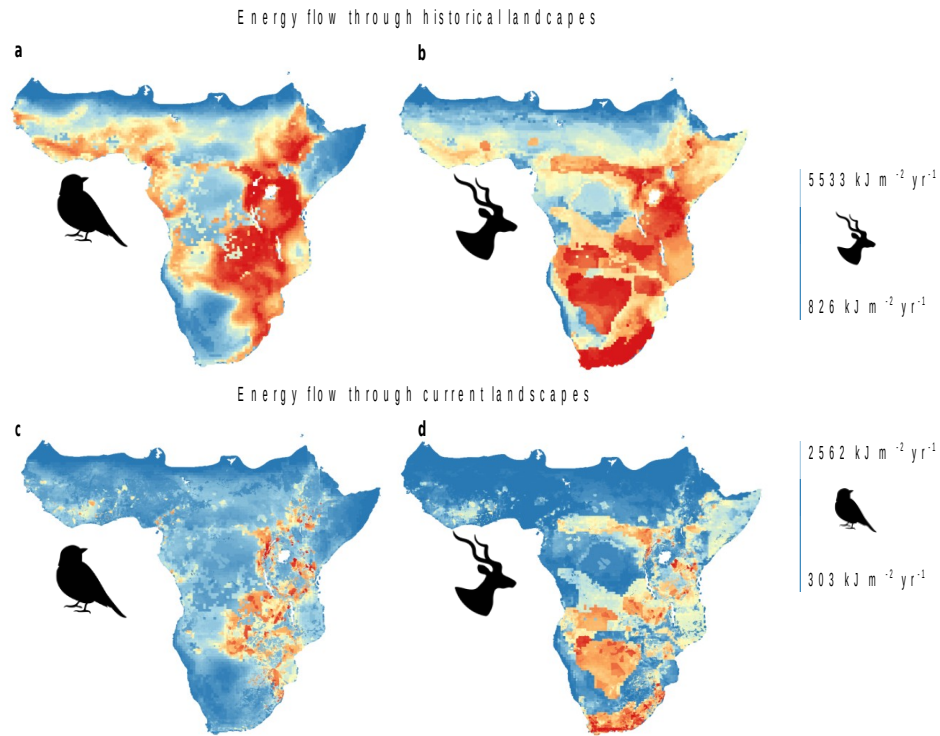 Energy flow through historical landscapes
a
b
5533 kJ m⁻² yr⁻¹
826 kJ m⁻² yr⁻¹
Energy flow through current landscapes
c
d
2562 kJ m⁻² yr⁻¹
303 kJ m⁻² yr⁻¹